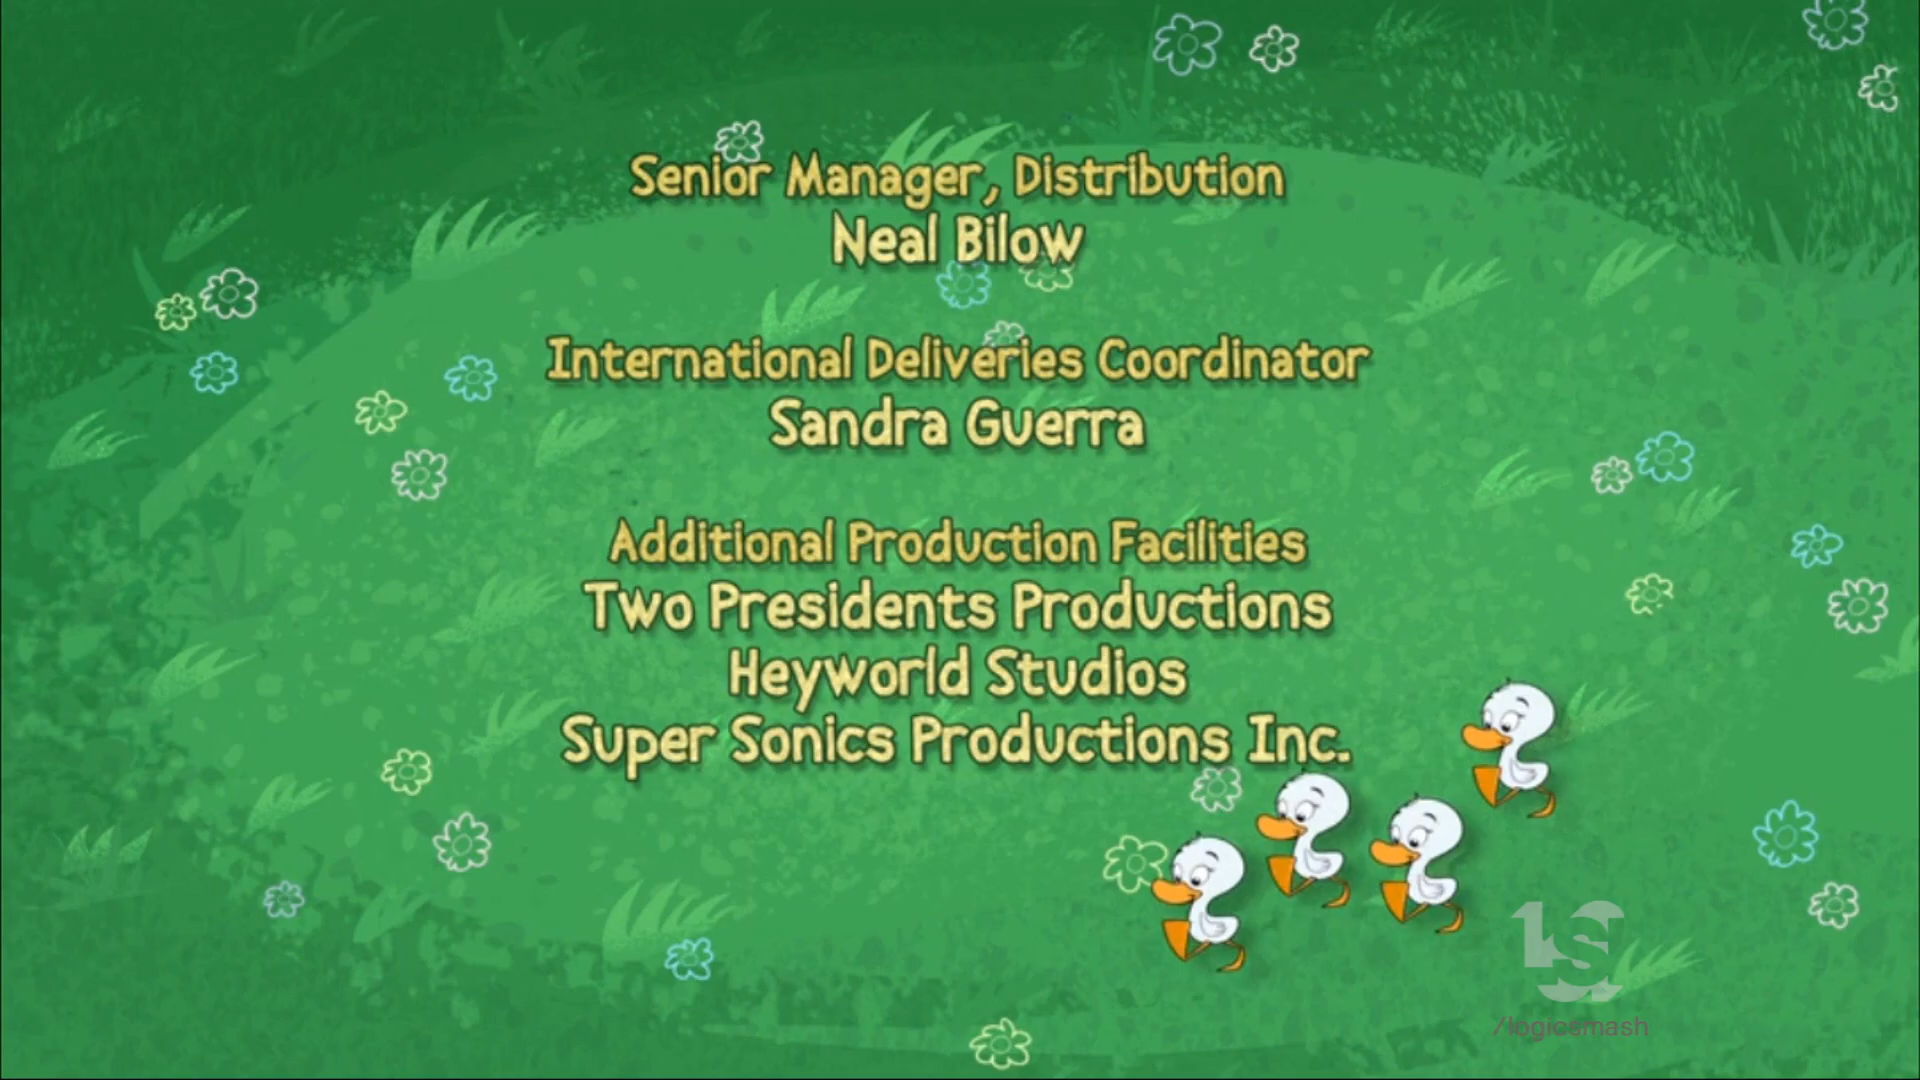 Senior Manager, Distribution
Neal Bilow
International Deliveries Coordinator
Sandra Guerra
Additional Production Facilities
Two Presidents Productions
Heyworld Studios
Super Sonics Productions Inc.
LS
/logicsmash